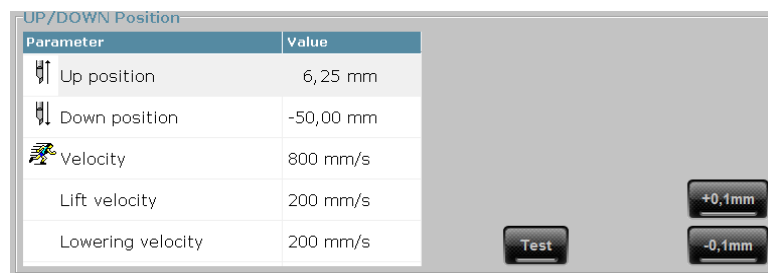 UP/DOWN Position
Parameter Value
Up position 6,25 mm
Down position -50,00 mm
Velocity 800 mm/s
Lift velocity 200 mm/s
Lowering velocity 200 mm/s
+0,1mm
Test -0,1mm